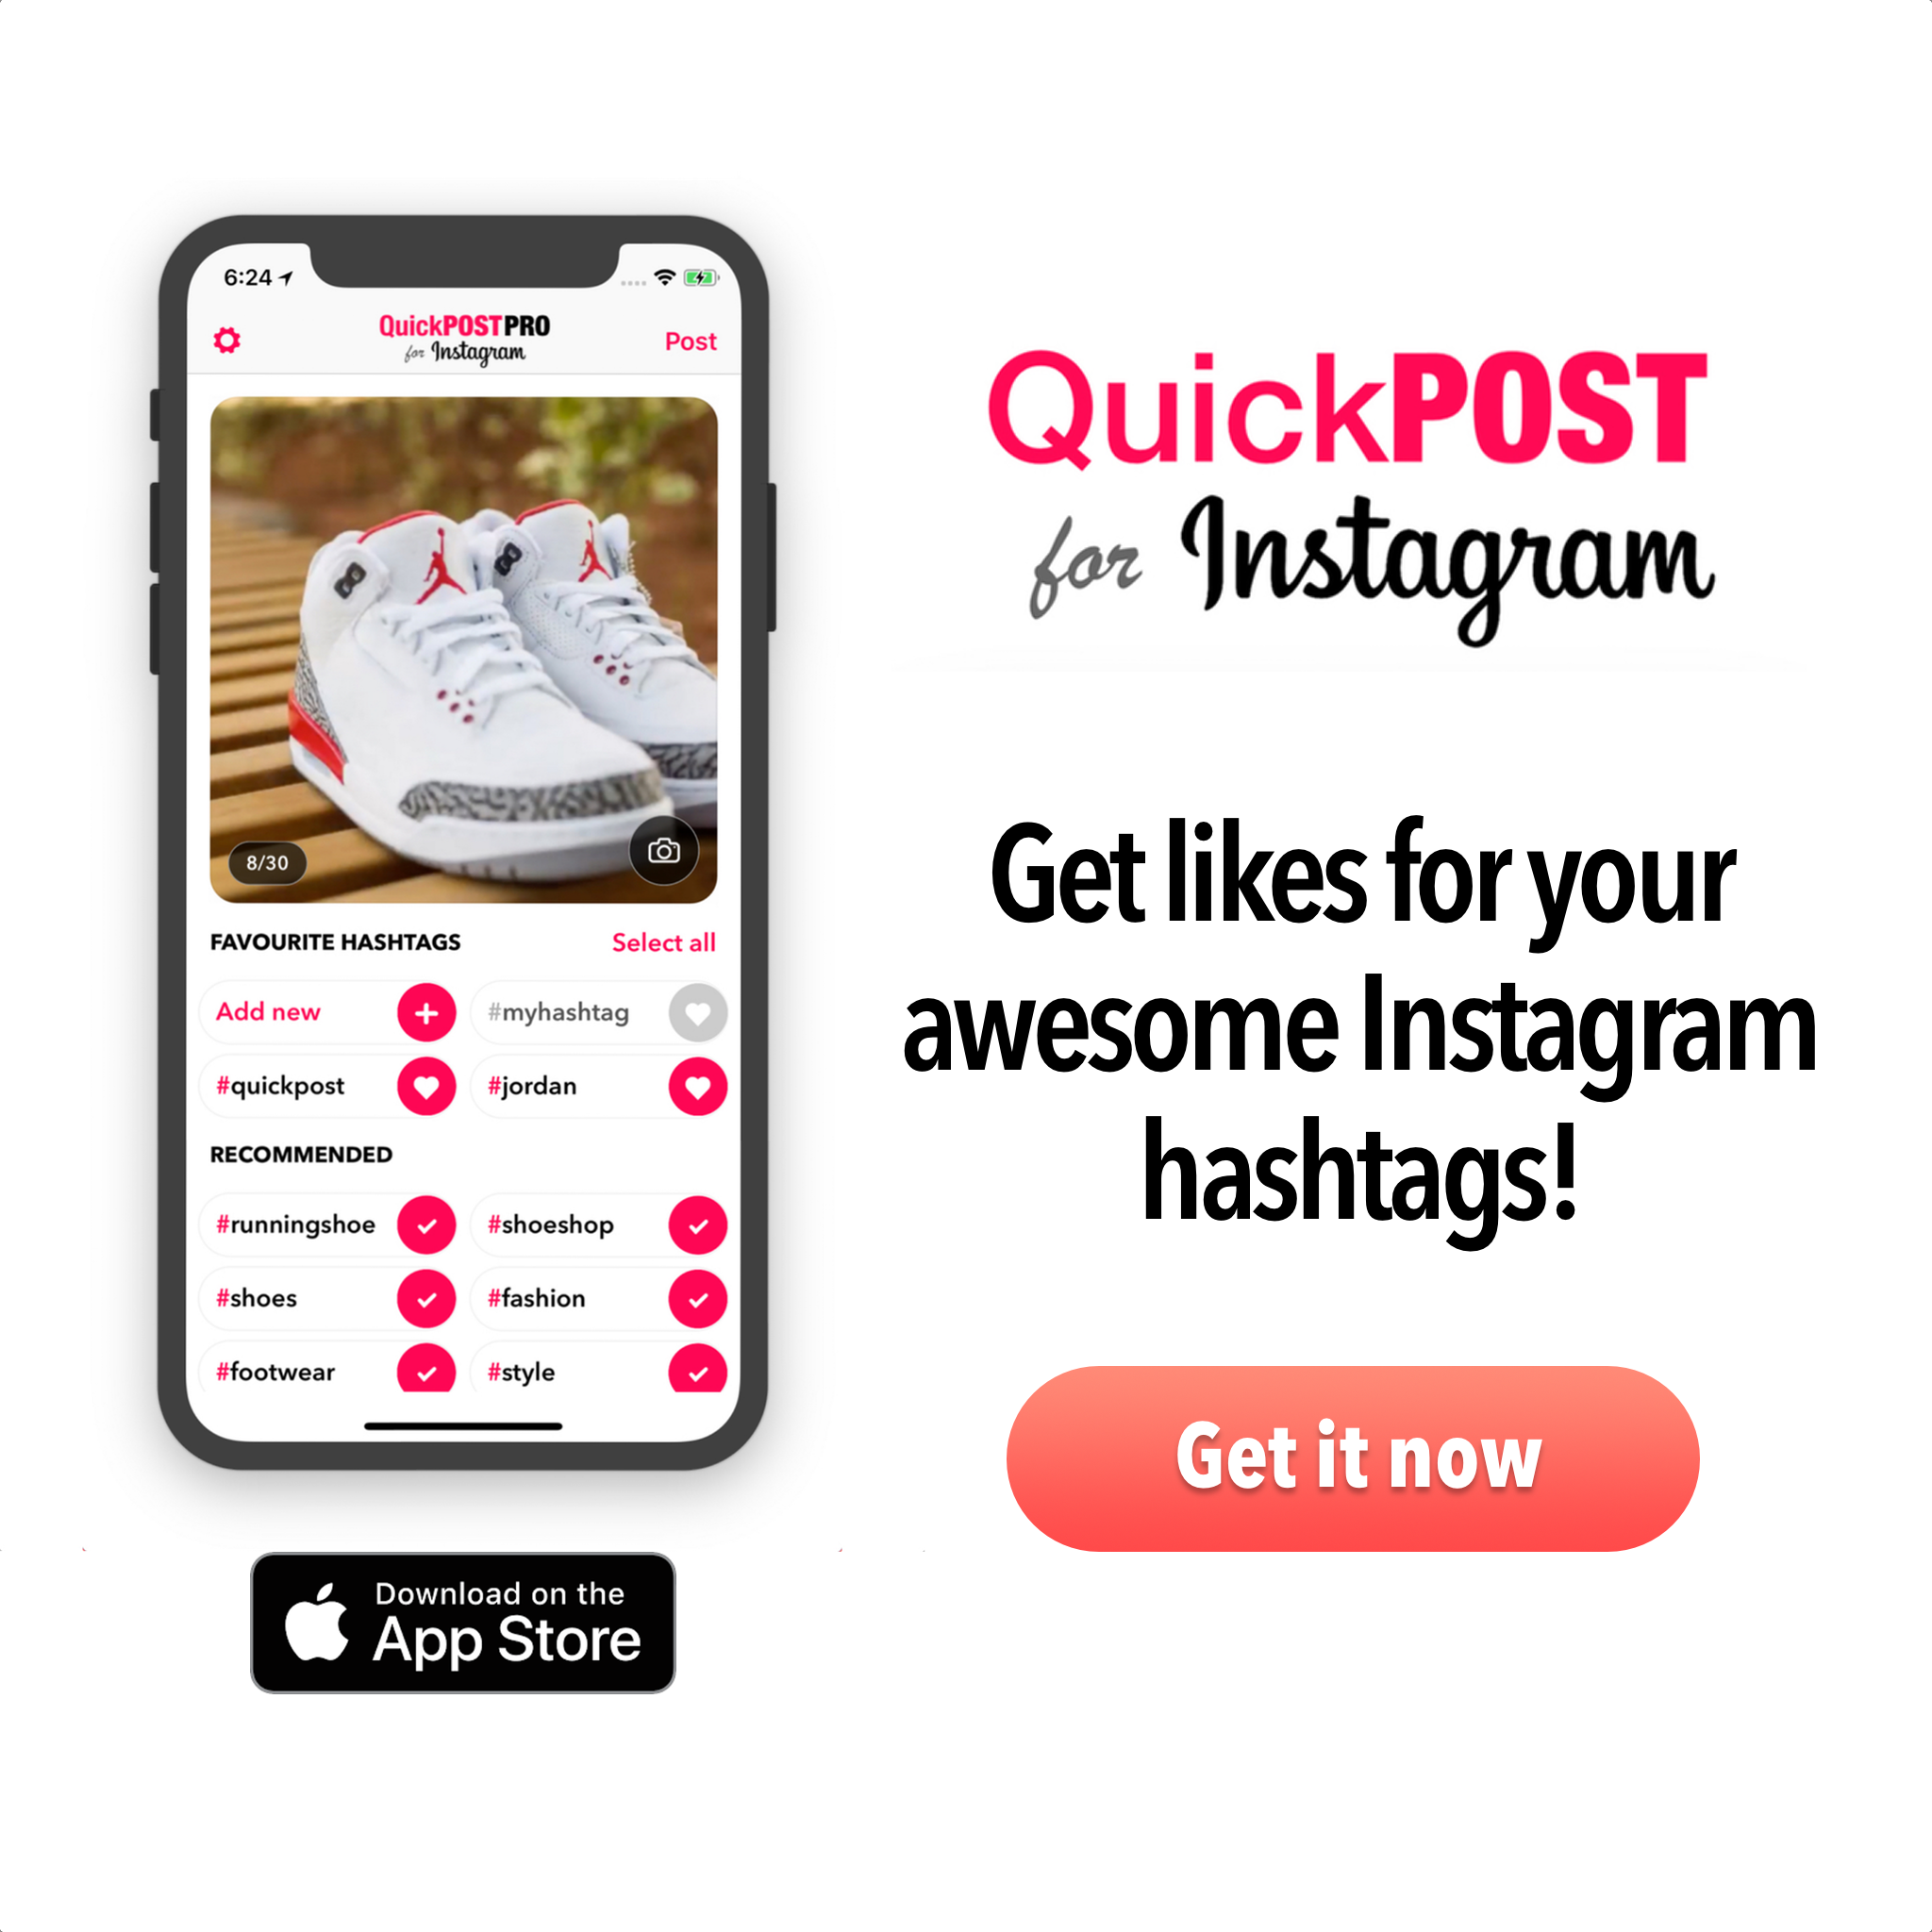 6:24
QuickPOSTPRO
for Instagram
Post
8/30
FAVOURITE HASHTAGS
Select all
Add new
#myhashtag
#quickpost
#jordan
RECOMMENDED
#runningshoe
#shoeshop
#shoes
#fashion
#footwear
#style
Download on the
App Store
QuickPOST
for Instagram
Get likes for your
awesome Instagram
hashtags!
Get it now